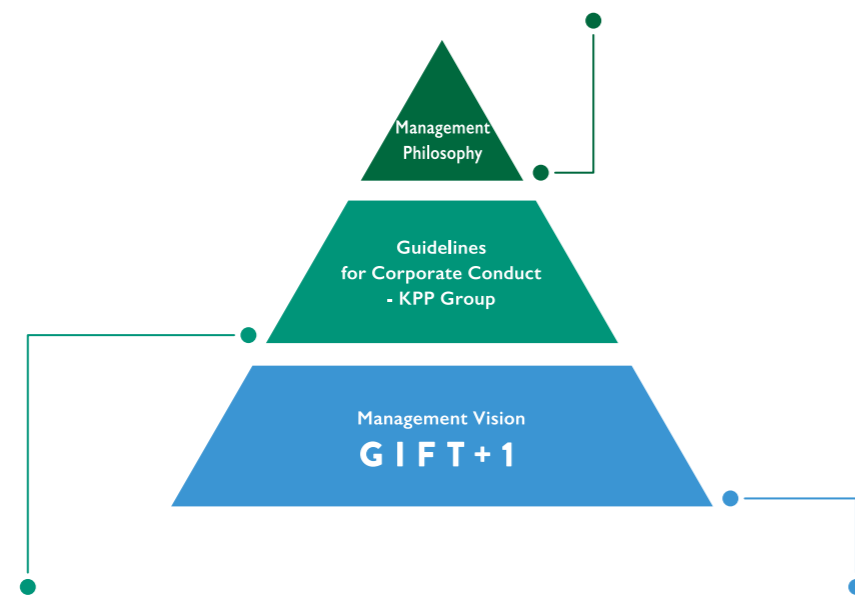 Management
Philosophy
Guidelines
for Corporate Conduct
- KPP Group
Management Vision
GIFT+1